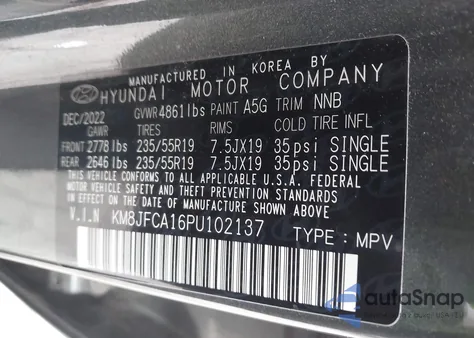 MANUFACTURED IN KOREA BY
HYUNDAI MOTOR COMPANY
DEC/2022 GVWR 4861lbs PAINT A5G TRIM NNB
GAWR TIRES RIMS COLD TIRE INFL
FRONT 2778lbs 235/55R19 7.5JX19 35psi SINGLE
REAR 2646lbs 235/55R19 7.5JX19 35psi SINGLE
THIS VEHICLE CONFORMS TO ALL APPLICABLE U.S.A. FEDERAL
MOTOR VEHICLE SAFETY AND THEFT PREVENTION STANDARDS
IN EFFECT ON THE DATE OF MANUFACTURE SHOWN ABOVE.
V.I.N KM8JFCA16PU102137 TYPE : MPV
autoSnap